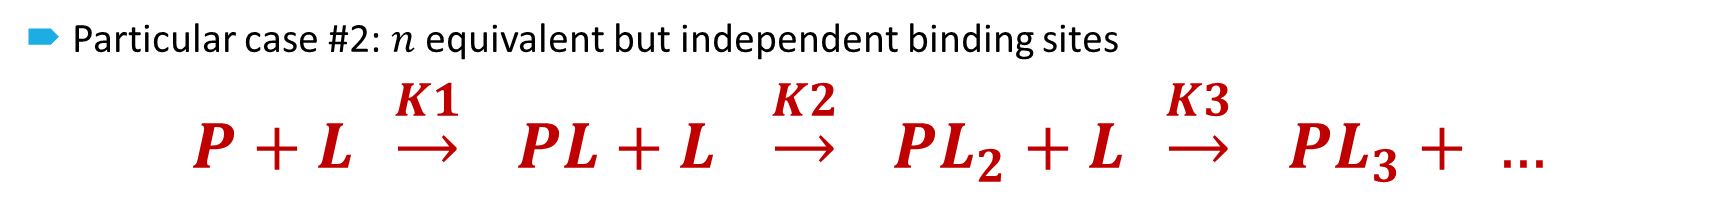 Particular case #2: n equivalent but independent binding sites
K1 K2 K3
P + L → PL + L → PL₂ + L → PL₃ + ...